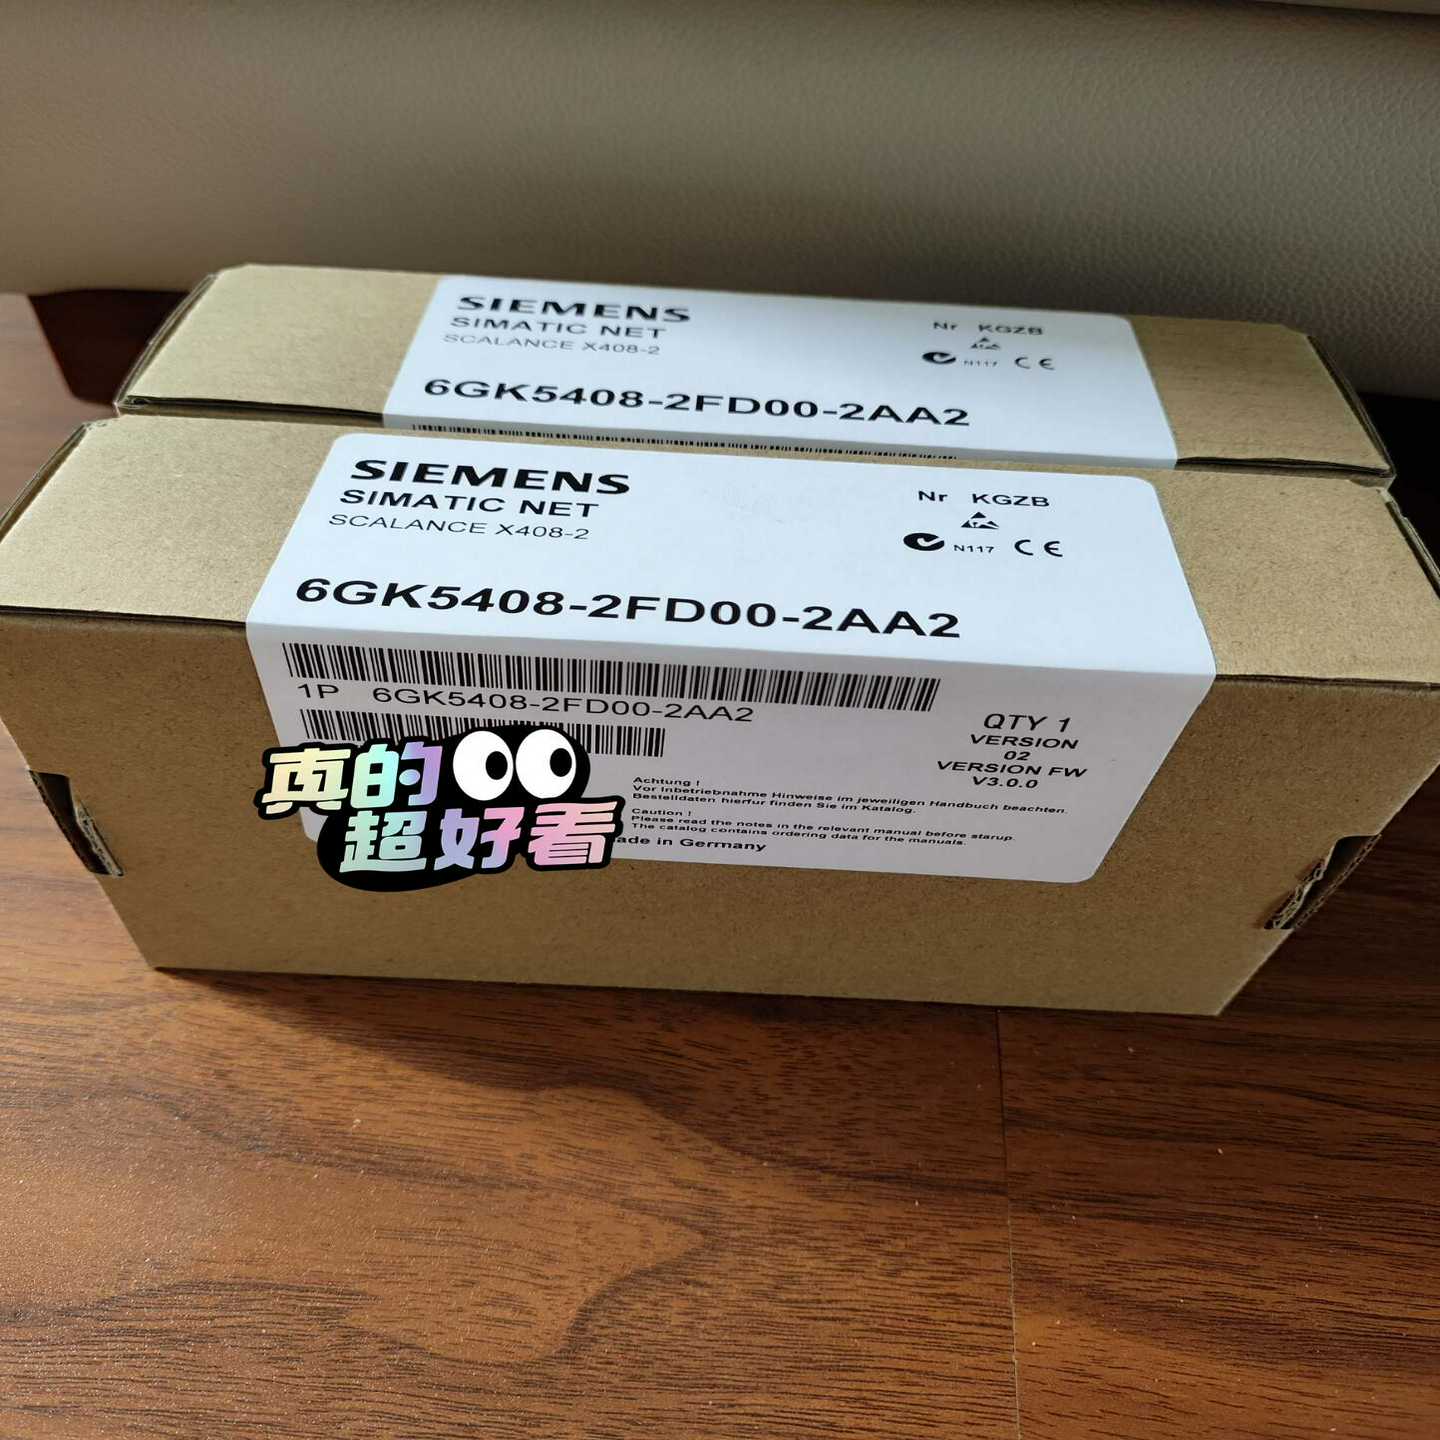 SIEMENS
SIMATIC NET
SCALANCE X408-2
Nr KGZB
N117 CE
6GK5408-2FD00-2AA2
SIEMENS
SIMATIC NET
SCALANCE X408-2
Nr KGZB
N117 CE
6GK5408-2FD00-2AA2
1P 6GK5408-2FD00-2AA2
QTY 1
VERSION
02
VERSION FW
V3.0.0
真的
超好看
Achtung !
Vor Inbetriebnahme Hinweise im jeweiligen Handbuch beachten.
Bestelldaten hierfur finden Sie im Katalog.
Caution !
Please read the notes in the relevant manual before starup.
The catalog contains ordering data for the manuals.
ade in Germany